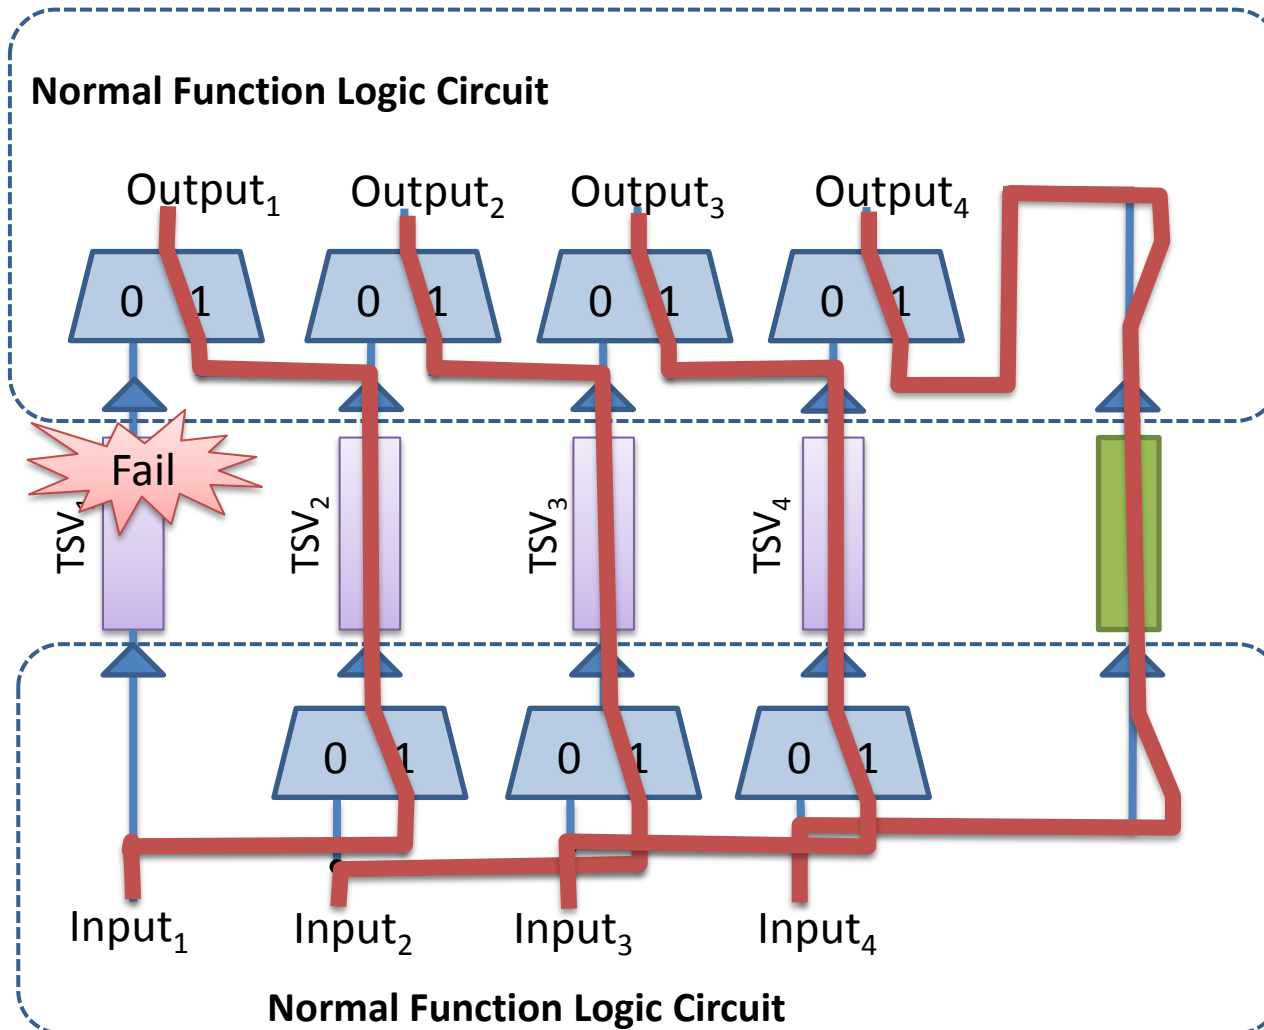 Normal Function Logic Circuit
Output₁ Output₂ Output₃ Output₄
0 1 0 1 0 1 0 1
Fail
TSV₁ TSV₂ TSV₃ TSV₄
0 1 0 1 0 1
Input₁ Input₂ Input₃ Input₄
Normal Function Logic Circuit